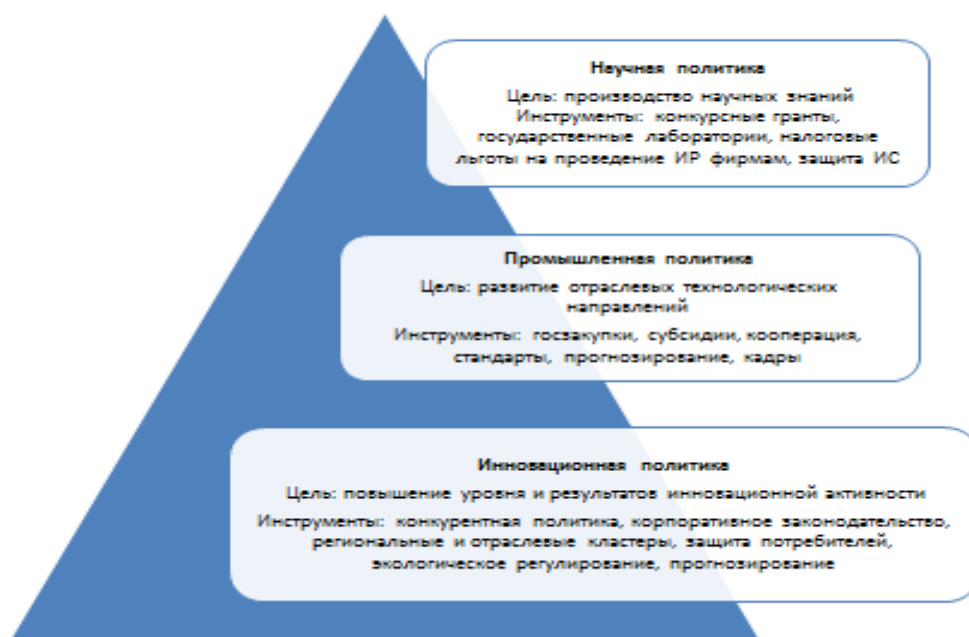 Научная политика
Цель: производство научных знаний
Инструменты: конкурсные гранты,
государственные лаборатории, налоговые
льготы на проведение ИР фирмам, защита ИС
Промышленная политика
Цель: развитие отраслевых технологических
направлений
Инструменты: госзакупки, субсидии, кооперация,
стандарты, прогнозирование, кадры
Инновационная политика
Цель: повышение уровня и результатов инновационной активности
Инструменты: конкурентная политика, корпоративное законодательство,
региональные и отраслевые кластеры, защита потребителей,
экологическое регулирование, прогнозирование